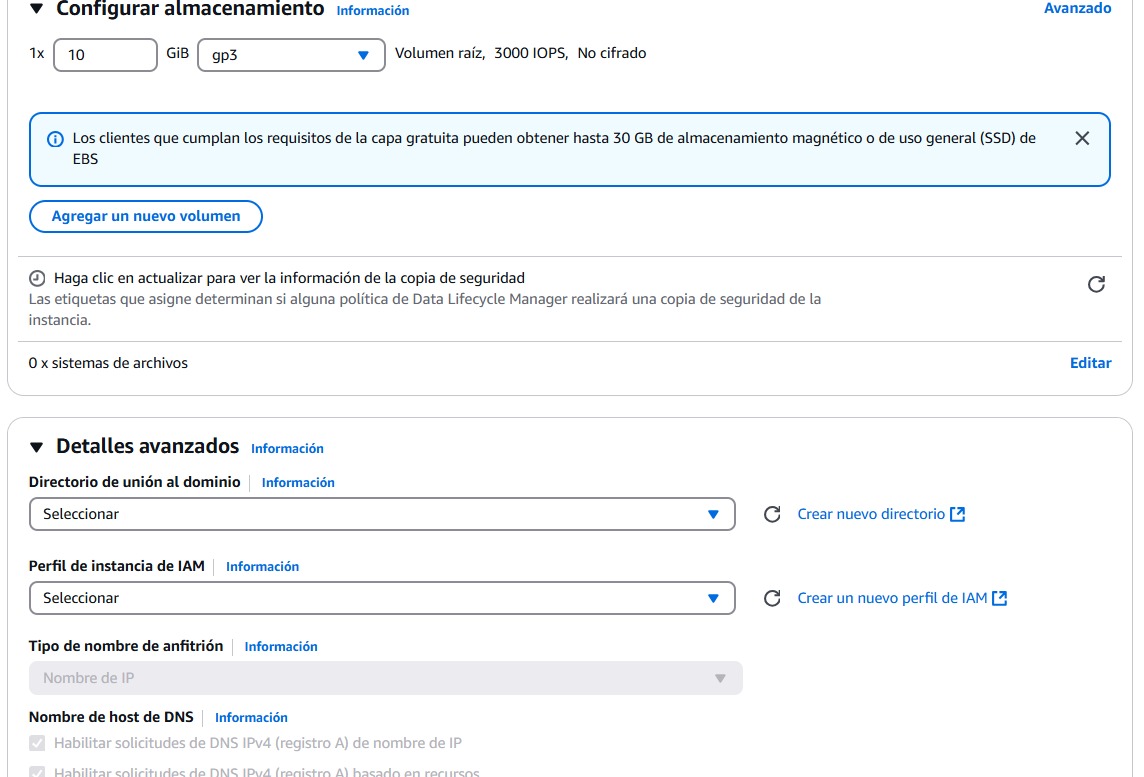 Configurar almacenamiento Información Avanzado
1x 10 GiB gp3 Volumen raíz, 3000 IOPS, No cifrado
Los clientes que cumplan los requisitos de la capa gratuita pueden obtener hasta 30 GB de almacenamiento magnético o de uso general (SSD) de
EBS
Agregar un nuevo volumen
Haga clic en actualizar para ver la información de la copia de seguridad
Las etiquetas que asigne determinan si alguna política de Data Lifecycle Manager realizará una copia de seguridad de la
instancia.
0 x sistemas de archivos Editar
Detalles avanzados Información
Directorio de unión al dominio Información
Seleccionar Crear nuevo directorio
Perfil de instancia de IAM Información
Seleccionar Crear un nuevo perfil de IAM
Tipo de nombre de anfitrión Información
Nombre de IP
Nombre de host de DNS Información
Habilitar solicitudes de DNS IPv4 (registro A) de nombre de IP
Habilitar solicitudes de DNS IPv4 (registro A) basado en recursos